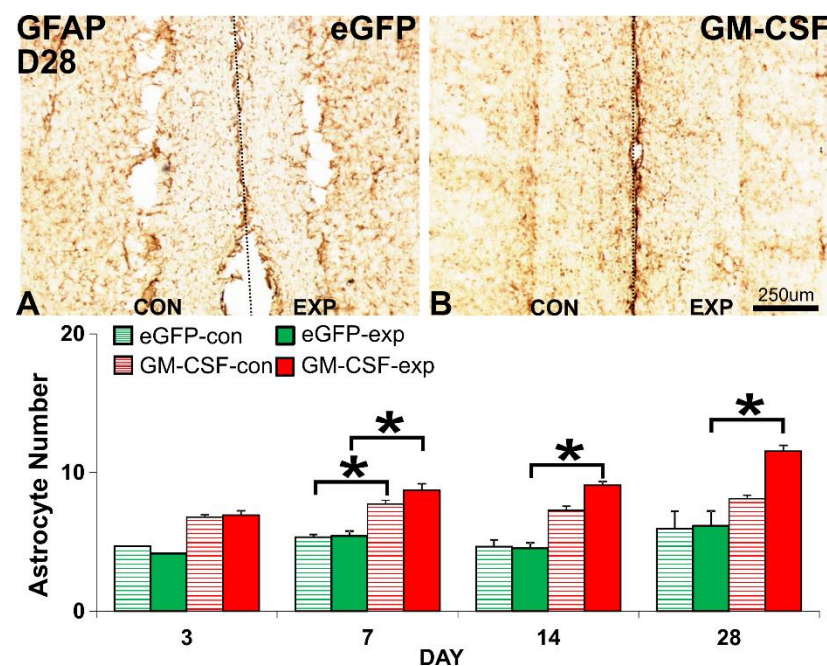 GFAP eGFP GM-CSF
D28
A CON EXP B CON EXP 250um
20 eGFP-con eGFP-exp
GM-CSF-con GM-CSF-exp
* * * *
10
0
3 7 14 28
DAY
Astrocyte Number